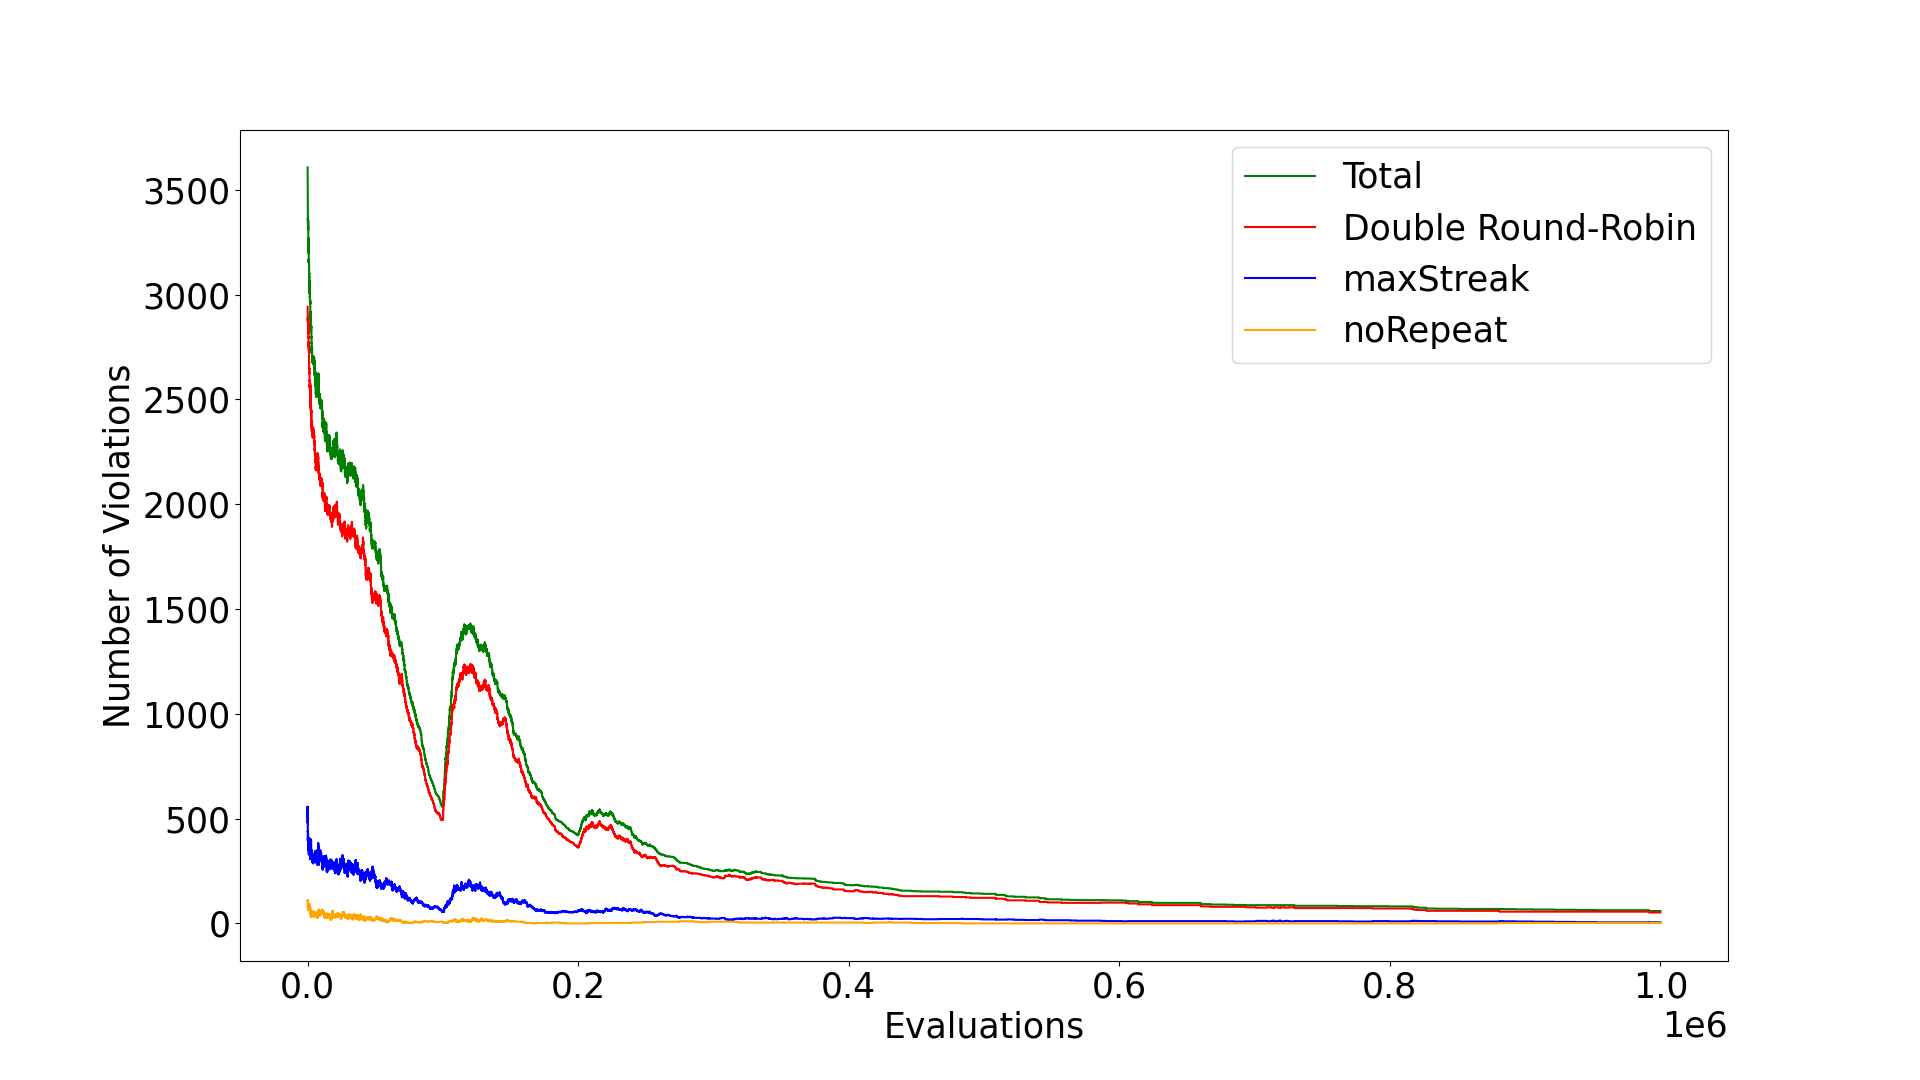 Total
Double Round-Robin
maxStreak
noRepeat
Number of Violations
3500
3000
2500
2000
1500
1000
500
0
0.0 0.2 0.4 0.6 0.8 1.0
Evaluations
1e6